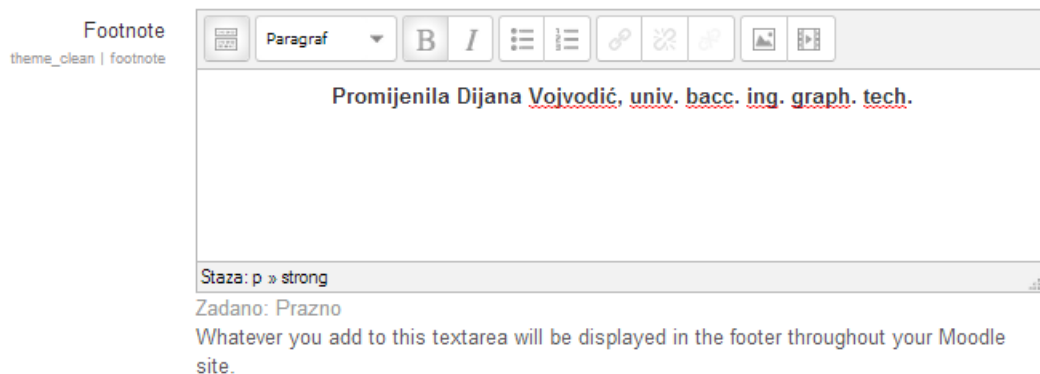 Footnote
theme_clean | footnote
Paragraf
B I
Promijenila Dijana Vojvodić, univ. bacc. ing. graph. tech.
Staza: p » strong
Zadano: Prazno
Whatever you add to this textarea will be displayed in the footer throughout your Moodle
site.